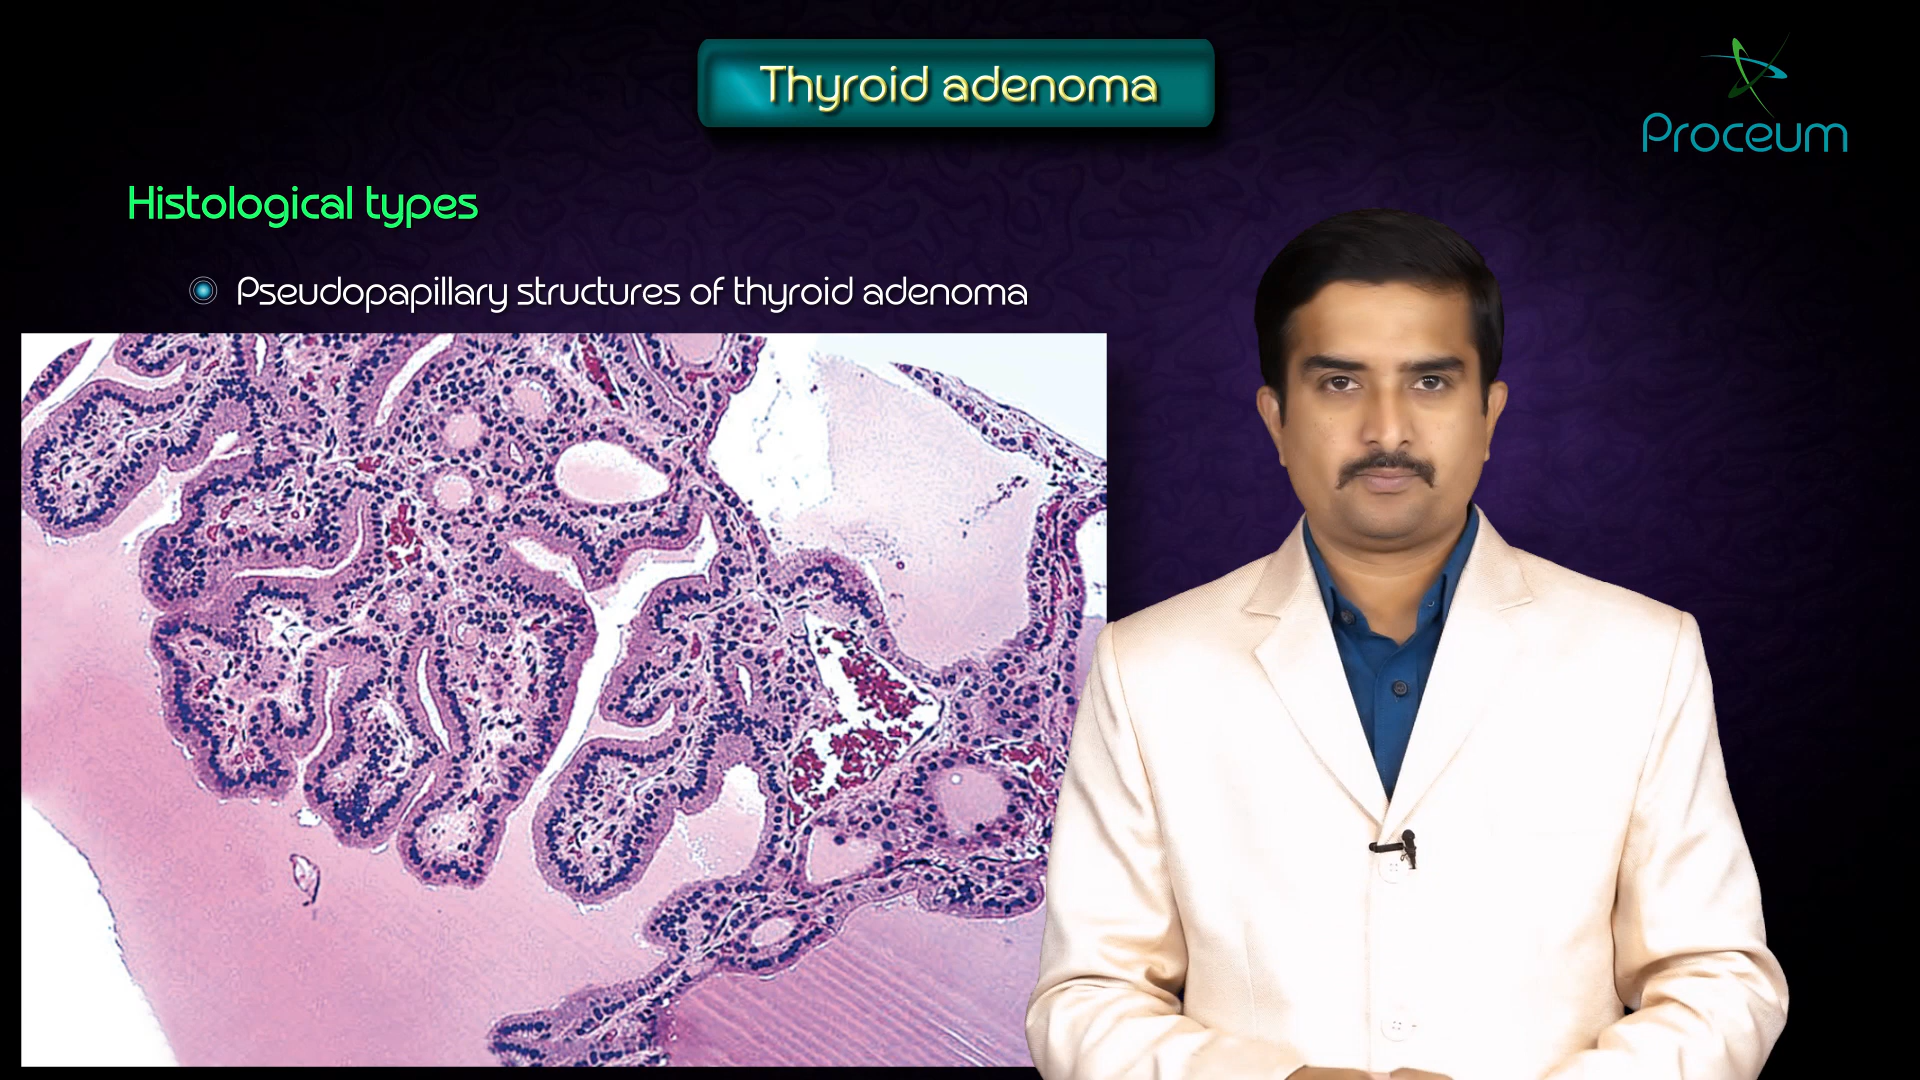 Thyroid adenoma
Proceum
Histological types
Pseudopapillary structures of thyroid adenoma